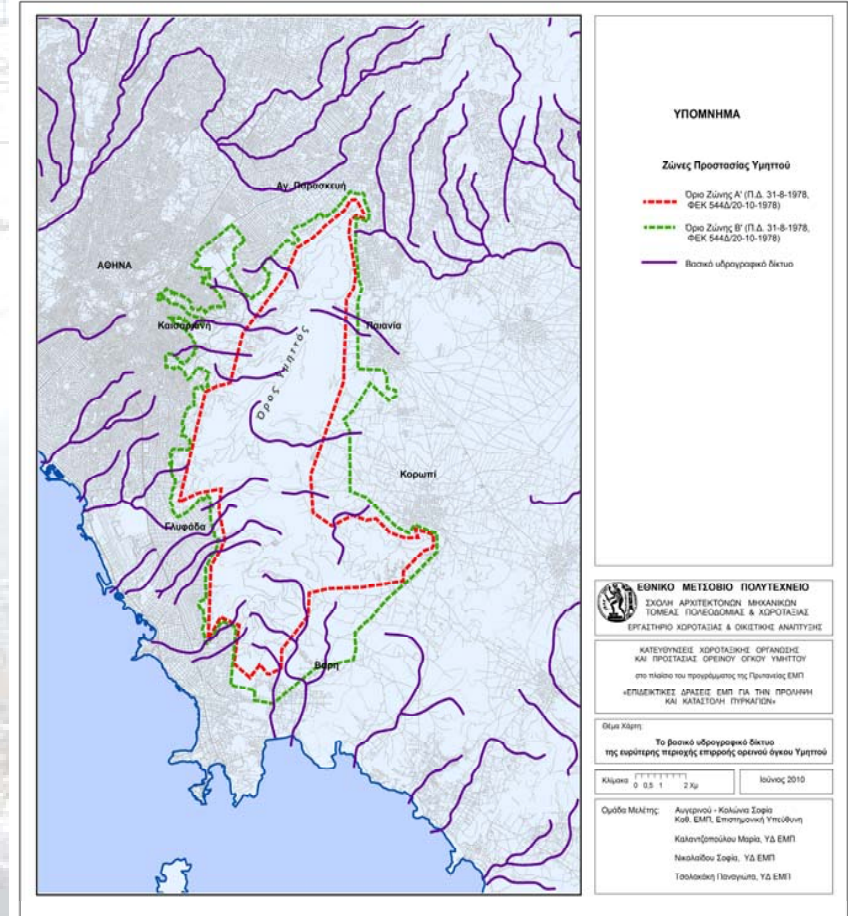 Αγ. Παρασκευή
ΑΘΗΝΑ
Καισαριανή
Παιανία
Όρος Υμηττός
Κορωπί
Γλυφάδα
Βάρη
ΥΠΟΜΝΗΜΑ
Ζώνες Προστασίας Υμηττού
Όριο Ζώνης Α' (Π.Δ. 31-8-1978,
ΦΕΚ 544Δ/20-10-1978)
Όριο Ζώνης Β' (Π.Δ. 31-8-1978,
ΦΕΚ 544Δ/20-10-1978)
Βασικό υδρογραφικό δίκτυο
ΕΘΝΙΚΟ ΜΕΤΣΟΒΙΟ ΠΟΛΥΤΕΧΝΕΙΟ
ΣΧΟΛΗ ΑΡΧΙΤΕΚΤΟΝΩΝ ΜΗΧΑΝΙΚΩΝ
ΤΟΜΕΑΣ ΠΟΛΕΟΔΟΜΙΑΣ & ΧΩΡΟΤΑΞΙΑΣ
ΕΡΓΑΣΤΗΡΙΟ ΧΩΡΟΤΑΞΙΑΣ & ΟΙΚΙΣΤΙΚΗΣ ΑΝΑΠΤΥΞΗΣ
ΚΑΤΕΥΘΥΝΣΕΙΣ ΧΩΡΟΤΑΞΙΚΗΣ ΟΡΓΑΝΩΣΗΣ
ΚΑΙ ΠΡΟΣΤΑΣΙΑΣ ΟΡΕΙΝΟΥ ΟΓΚΟΥ ΥΜΗΤΤΟΥ
στο πλαίσιο του προγράμματος της Πρυτανείας ΕΜΠ
«ΕΠΙΔΕΙΚΤΙΚΕΣ ΔΡΑΣΕΙΣ ΕΜΠ ΓΙΑ ΤΗΝ ΠΡΟΛΗΨΗ
ΚΑΙ ΚΑΤΑΣΤΟΛΗ ΠΥΡΚΑΓΙΩΝ»
Θέμα Χάρτη:
Το βασικό υδρογραφικό δίκτυο
της ευρύτερης περιοχής επιρροής ορεινού όγκου Υμηττού
Κλίμακα 0 0,5 1 2 Χμ
Ιούνιος 2010
Ομάδα Μελέτης: Αυγερινού - Κολώνια Σοφία
Καθ. ΕΜΠ, Επιστημονική Υπεύθυνη
Καλαντζοπούλου Μαρία, ΥΔ ΕΜΠ
Νικολαΐδου Σοφία, ΥΔ ΕΜΠ
Τσολακάκη Παναγιώτα, ΥΔ ΕΜΠ